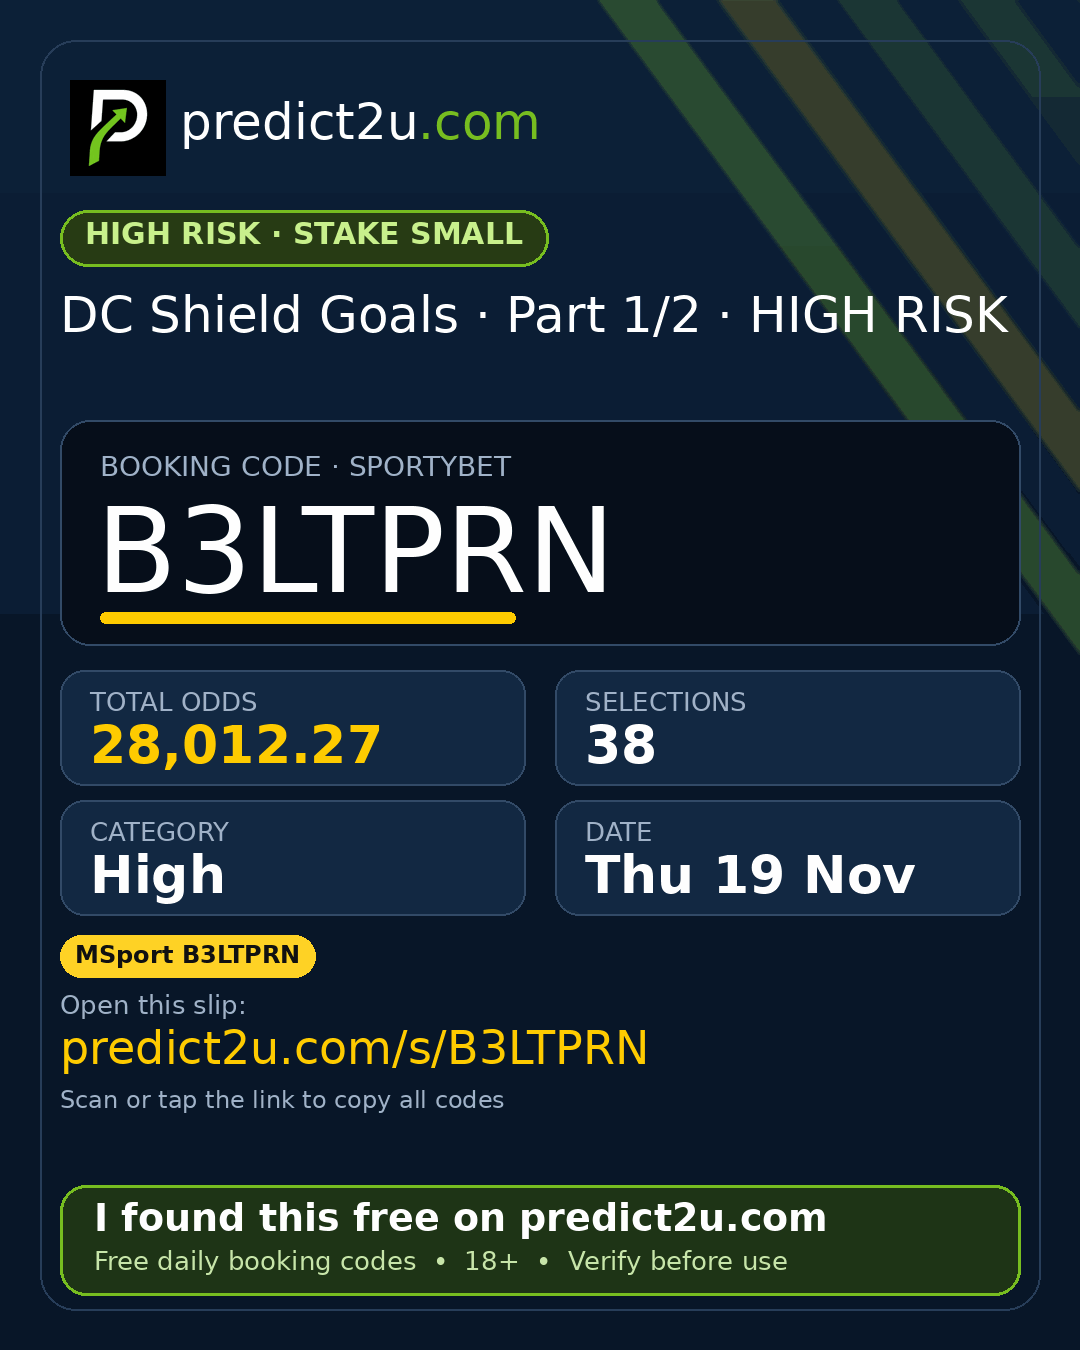 predict2u.com
HIGH RISK · STAKE SMALL
DC Shield Goals · Part 1/2 · HIGH RISK
BOOKING CODE · SPORTYBET
B3LTPRN
TOTAL ODDS
28,012.27
SELECTIONS
38
CATEGORY
High
DATE
Thu 19 Nov
MSport B3LTPRN
Open this slip:
predict2u.com/s/B3LTPRN
Scan or tap the link to copy all codes
I found this free on predict2u.com
Free daily booking codes • 18+ • Verify before use